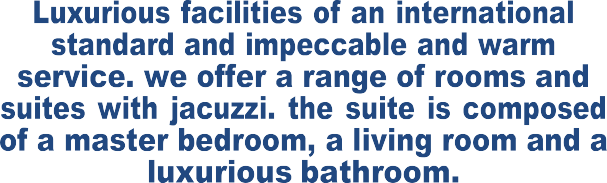 Luxurious facilities of an international
standard and impeccable and warm
service. we offer a range of rooms and
suites with jacuzzi. the suite is composed
of a master bedroom, a living room and a
luxurious bathroom.